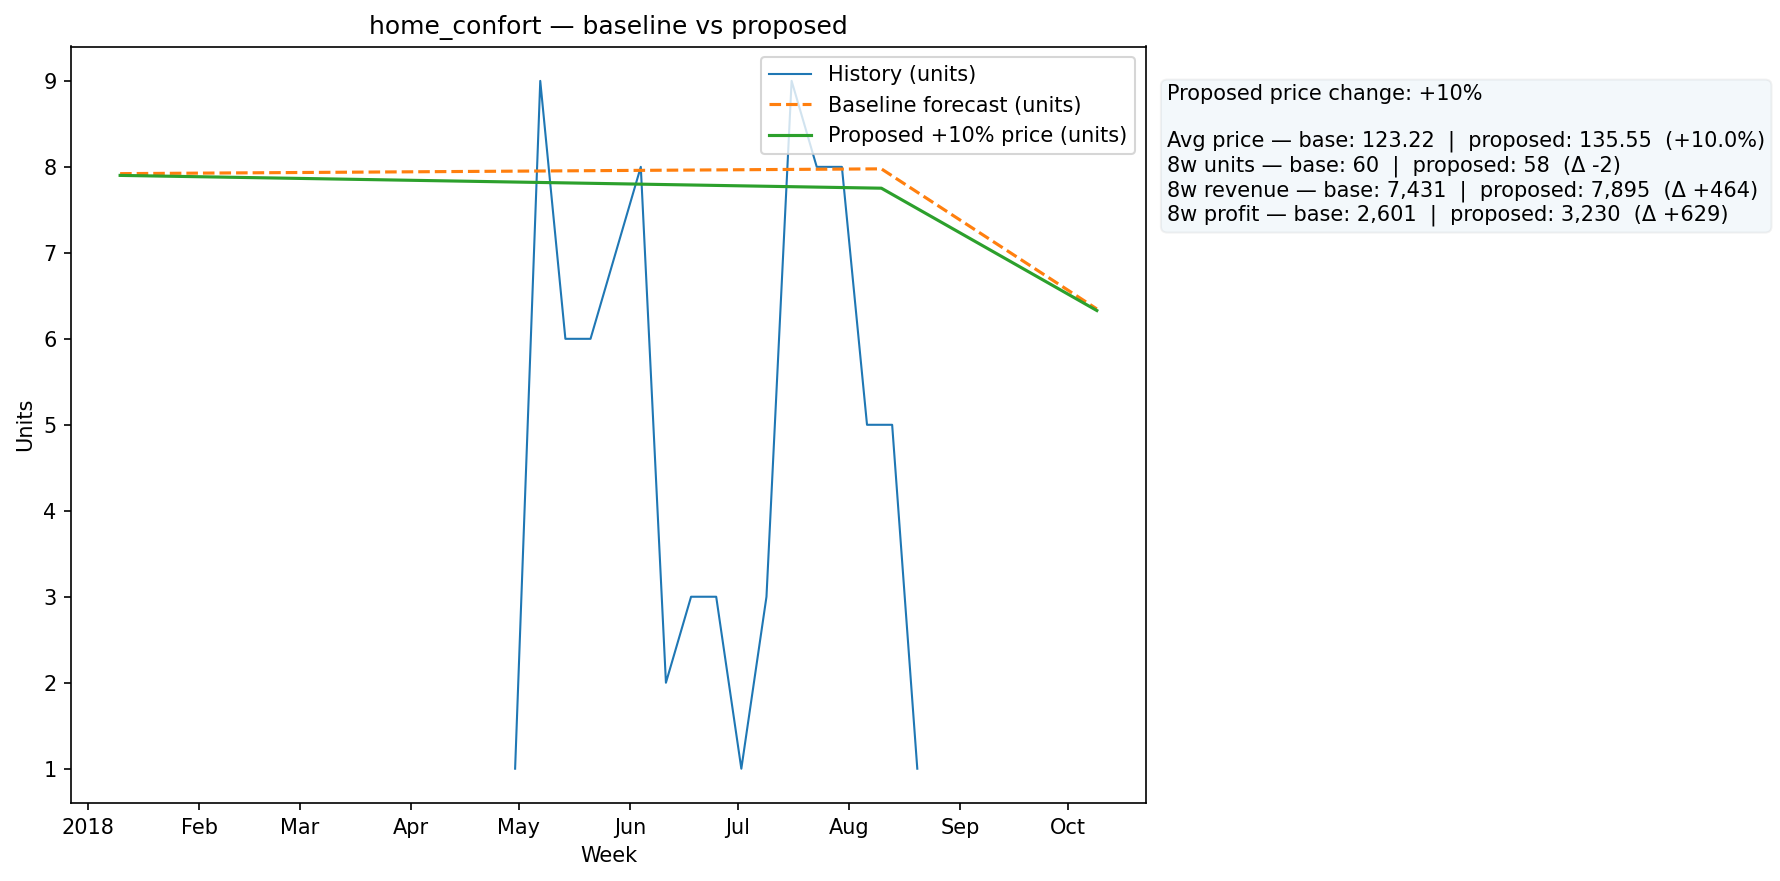 home_confort — baseline vs proposed
History (units)
Baseline forecast (units)
Proposed +10% price (units)
Proposed price change: +10%
Avg price — base: 123.22 | proposed: 135.55 (+10.0%)
8w units — base: 60 | proposed: 58 (Δ -2)
8w revenue — base: 7,431 | proposed: 7,895 (Δ +464)
8w profit — base: 2,601 | proposed: 3,230 (Δ +629)
Units
9
8
7
6
5
4
3
2
1
2018 Feb Mar Apr May Jun Jul Aug Sep Oct
Week